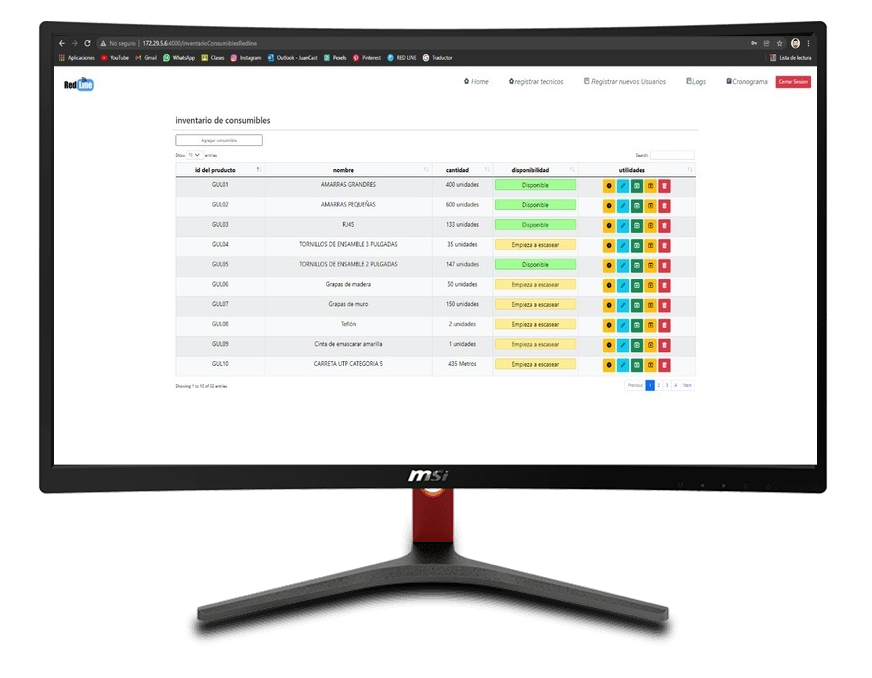 No seguro | 172.29.5.6:4000/inventarioConsumiblesRedline
Aplicaciones YouTube Gmail WhatsApp Clases Instagram Outlook - JuanCast Pexels Pinterest RED LINE Traductor Lista de lectura
Red Line Home registrar tecnicos Registrar nuevos Usuarios Logs Cronograma Cerrar Sesion
inventario de consumibles
Agregar consumible
Show 10 entries Search:
id del pruducto nombre cantidad disponibilidad utilidades
GUL01 AMARRAS GRANDRES 400 unidades Disponible
GUL02 AMARRAS PEQUEÑAS 600 unidades Disponible
GUL03 RJ45 133 unidades Disponible
GUL04 TORNILLOS DE ENSAMBLE 3 PULGADAS 35 unidades Empieza a escasear
GUL05 TORNILLOS DE ENSAMBLE 2 PULGADAS 147 unidades Disponible
GUL06 Grapas de madera 50 unidades Empieza a escasear
GUL07 Grapas de muro 150 unidades Empieza a escasear
GUL08 Teflón 2 unidades Empieza a escasear
GUL09 Cinta de emascarar amarilla 1 unidades Empieza a escasear
GUL10 CARRETA UTP CATEGORIA 5 435 Metros Empieza a escasear
Showing 1 to 10 of 32 entries Previous 1 2 3 4 Next
msi